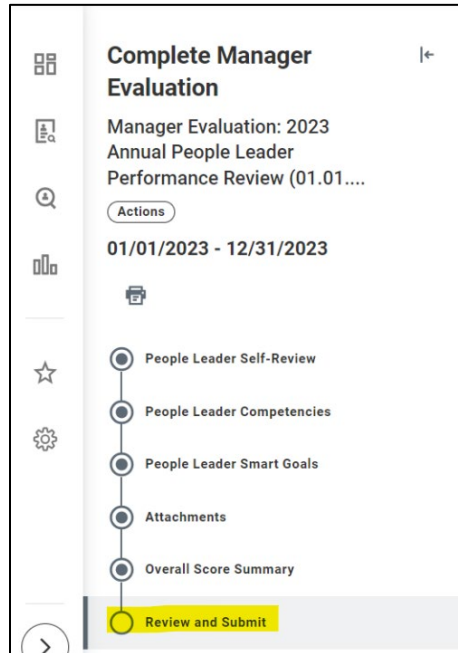 Complete Manager
Evaluation
Manager Evaluation: 2023
Annual People Leader
Performance Review (01.01....
Actions
01/01/2023 - 12/31/2023
People Leader Self-Review
People Leader Competencies
People Leader Smart Goals
Attachments
Overall Score Summary
Review and Submit